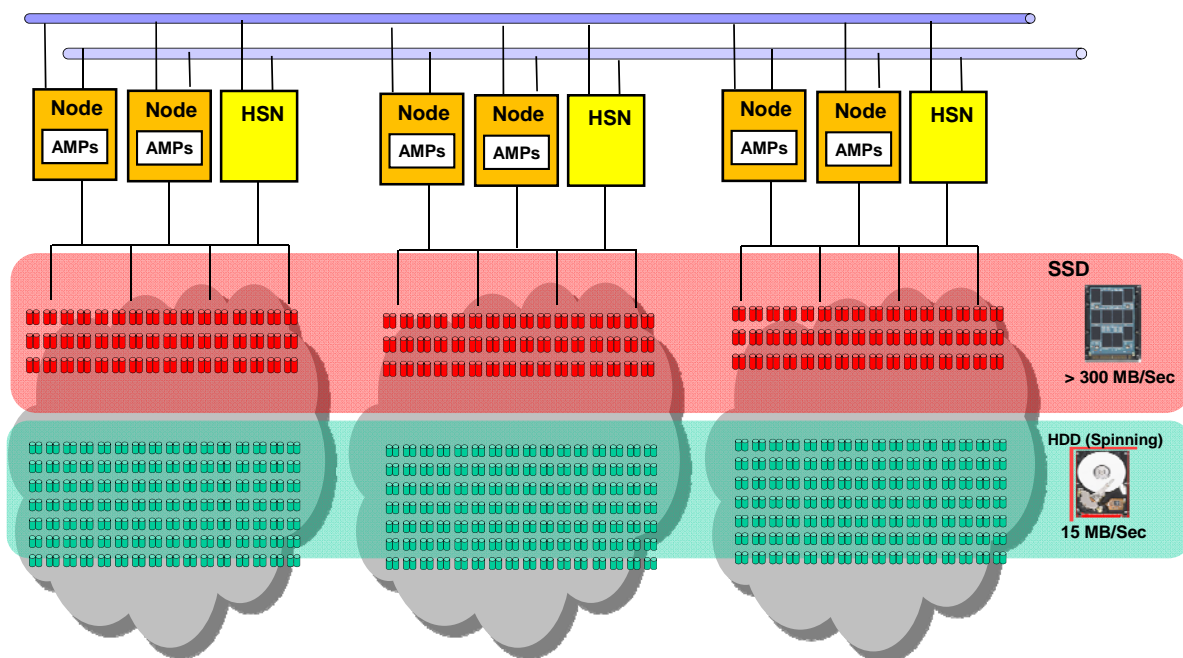 Node
AMPs
Node
AMPs
HSN
Node
AMPs
Node
AMPs
HSN
Node
AMPs
Node
AMPs
HSN
SSD
> 300 MB/Sec
HDD (Spinning)
15 MB/Sec